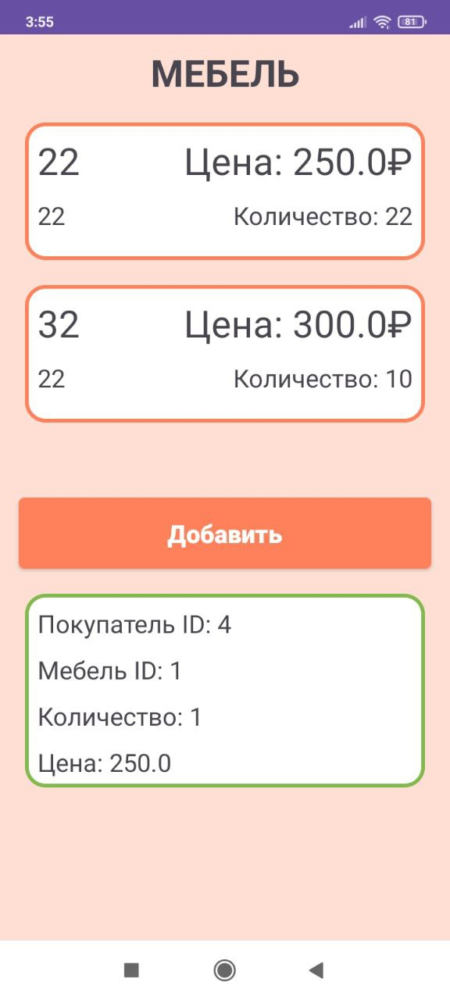 3:55
81
МЕБЕЛЬ
22 Цена: 250.0₽
22 Количество: 22
32 Цена: 300.0₽
22 Количество: 10
Добавить
Покупатель ID: 4
Мебель ID: 1
Количество: 1
Цена: 250.0